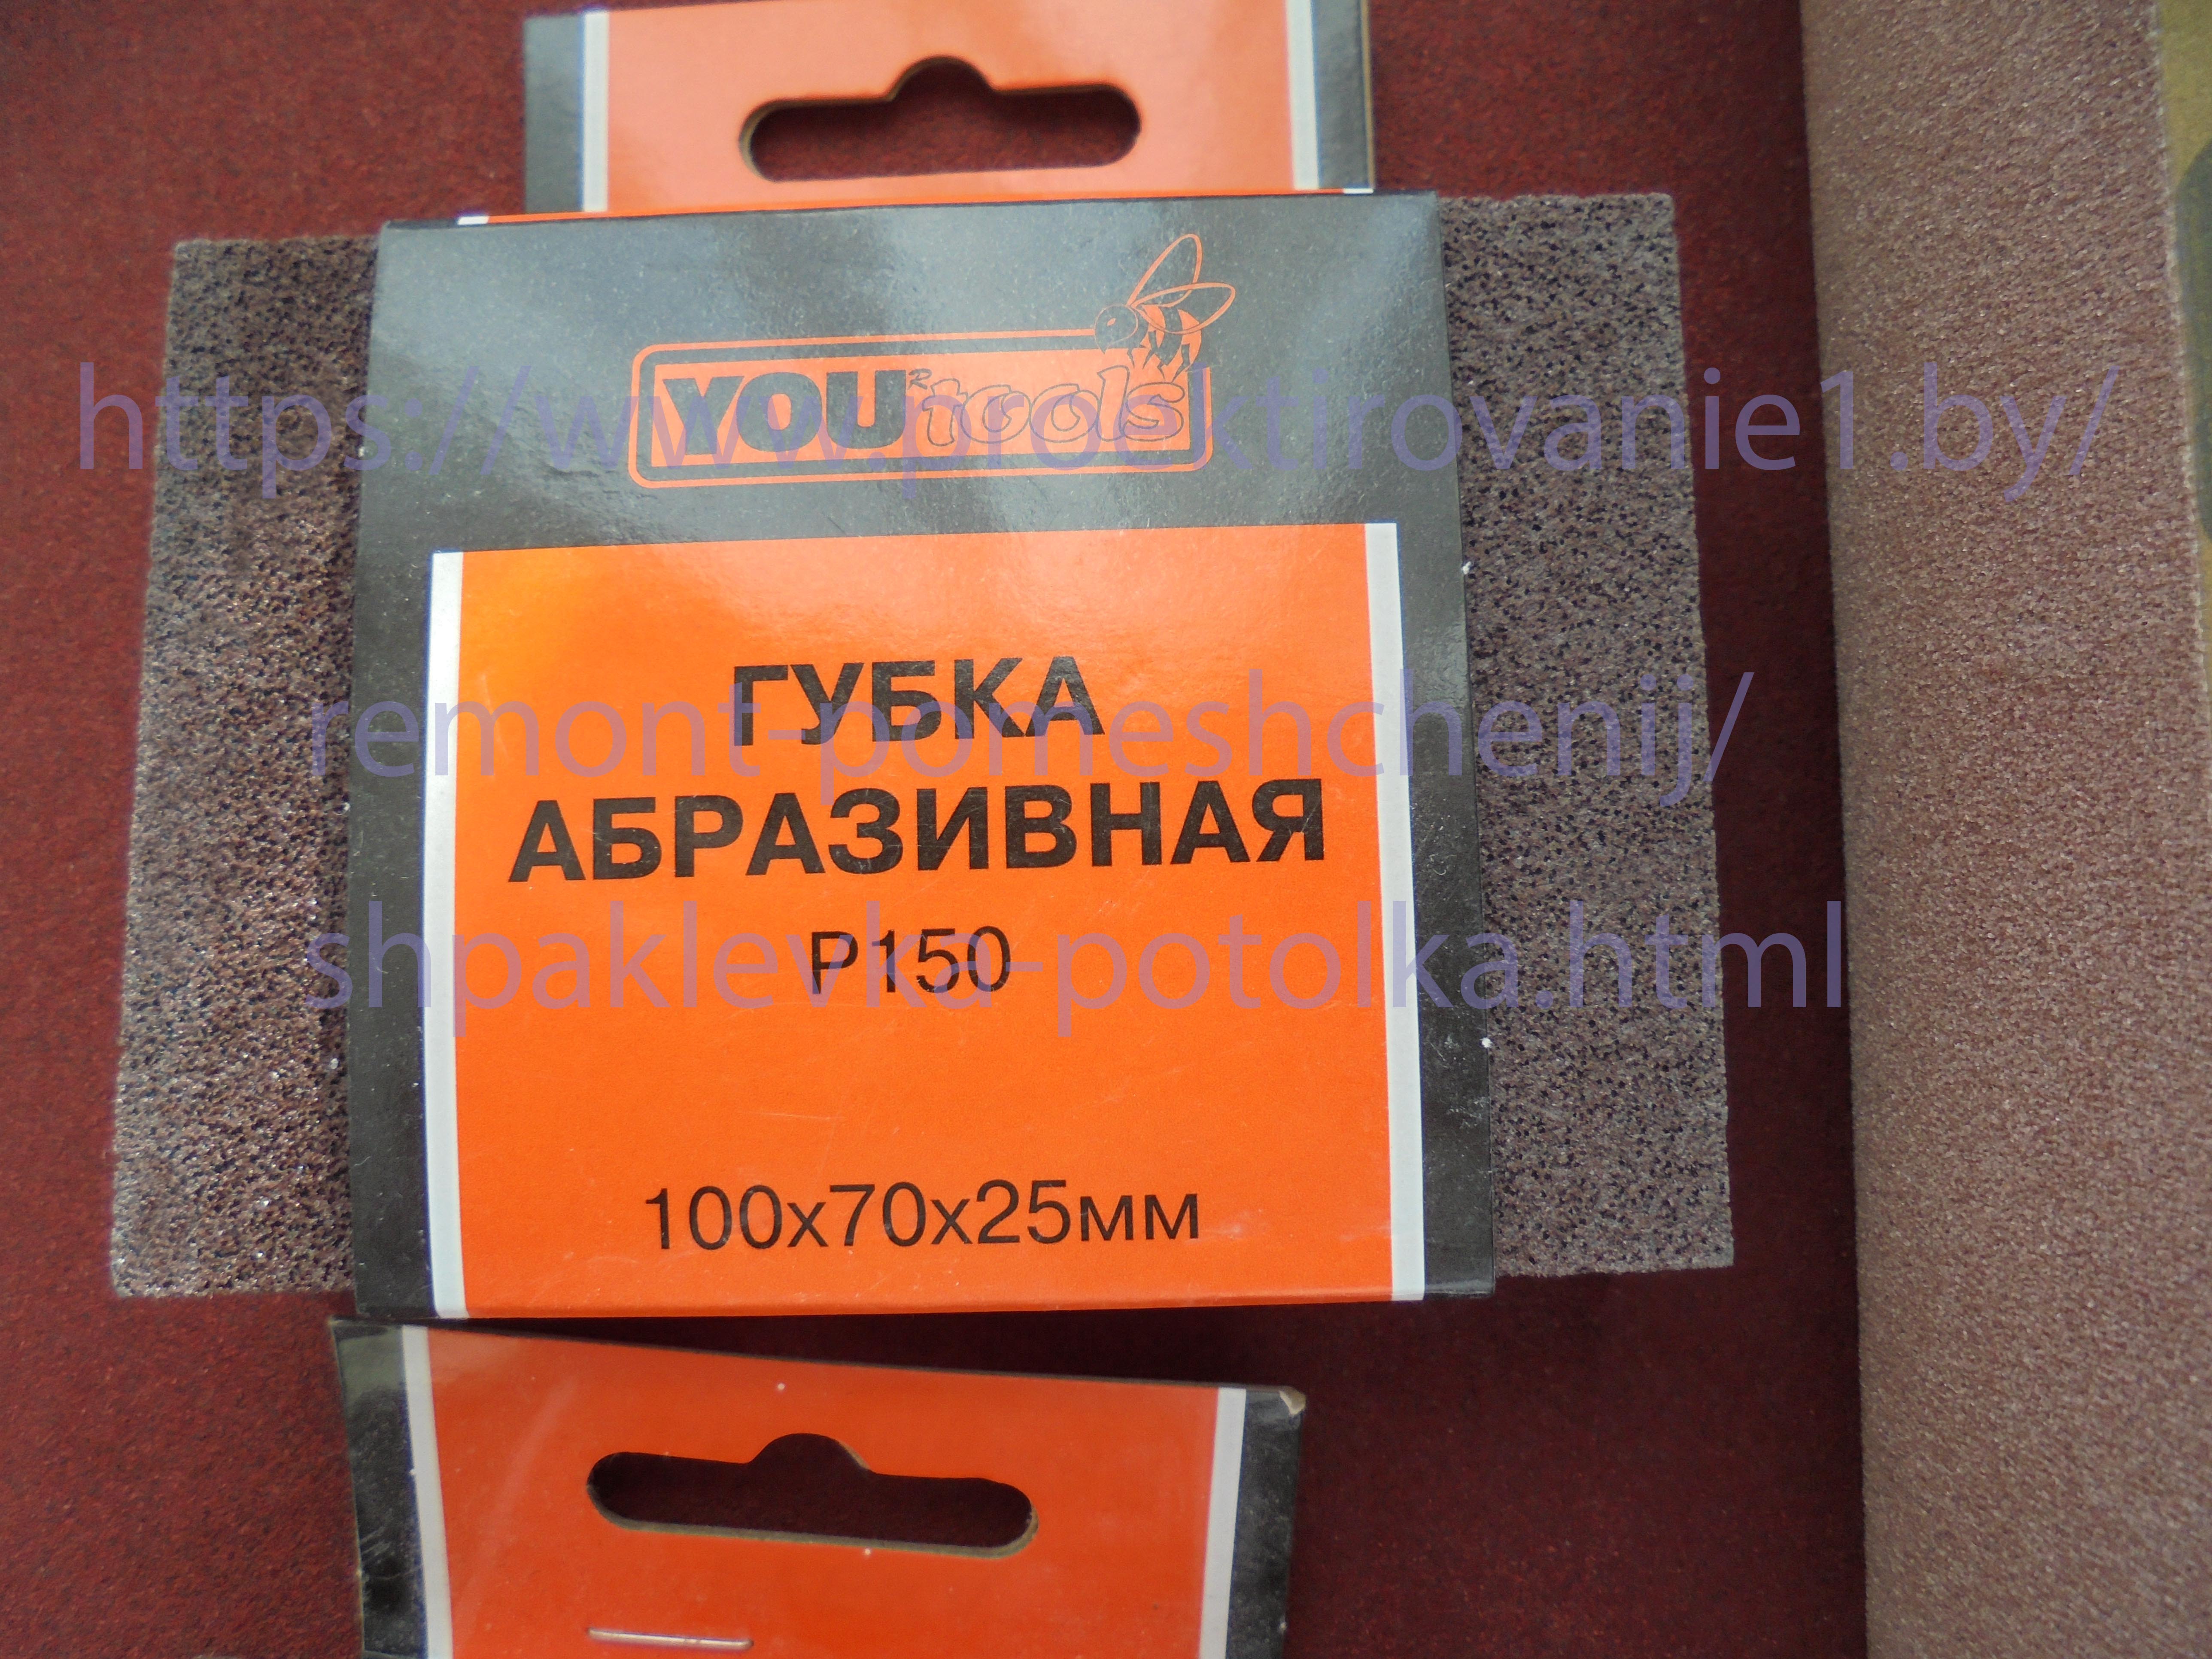 YOU R tools
https://www.proektirovanie1.by/
remont-pomeshchenij/
ГУБКА
АБРАЗИВНАЯ
shpaklevka-potolka.html
P150
100x70x25мм